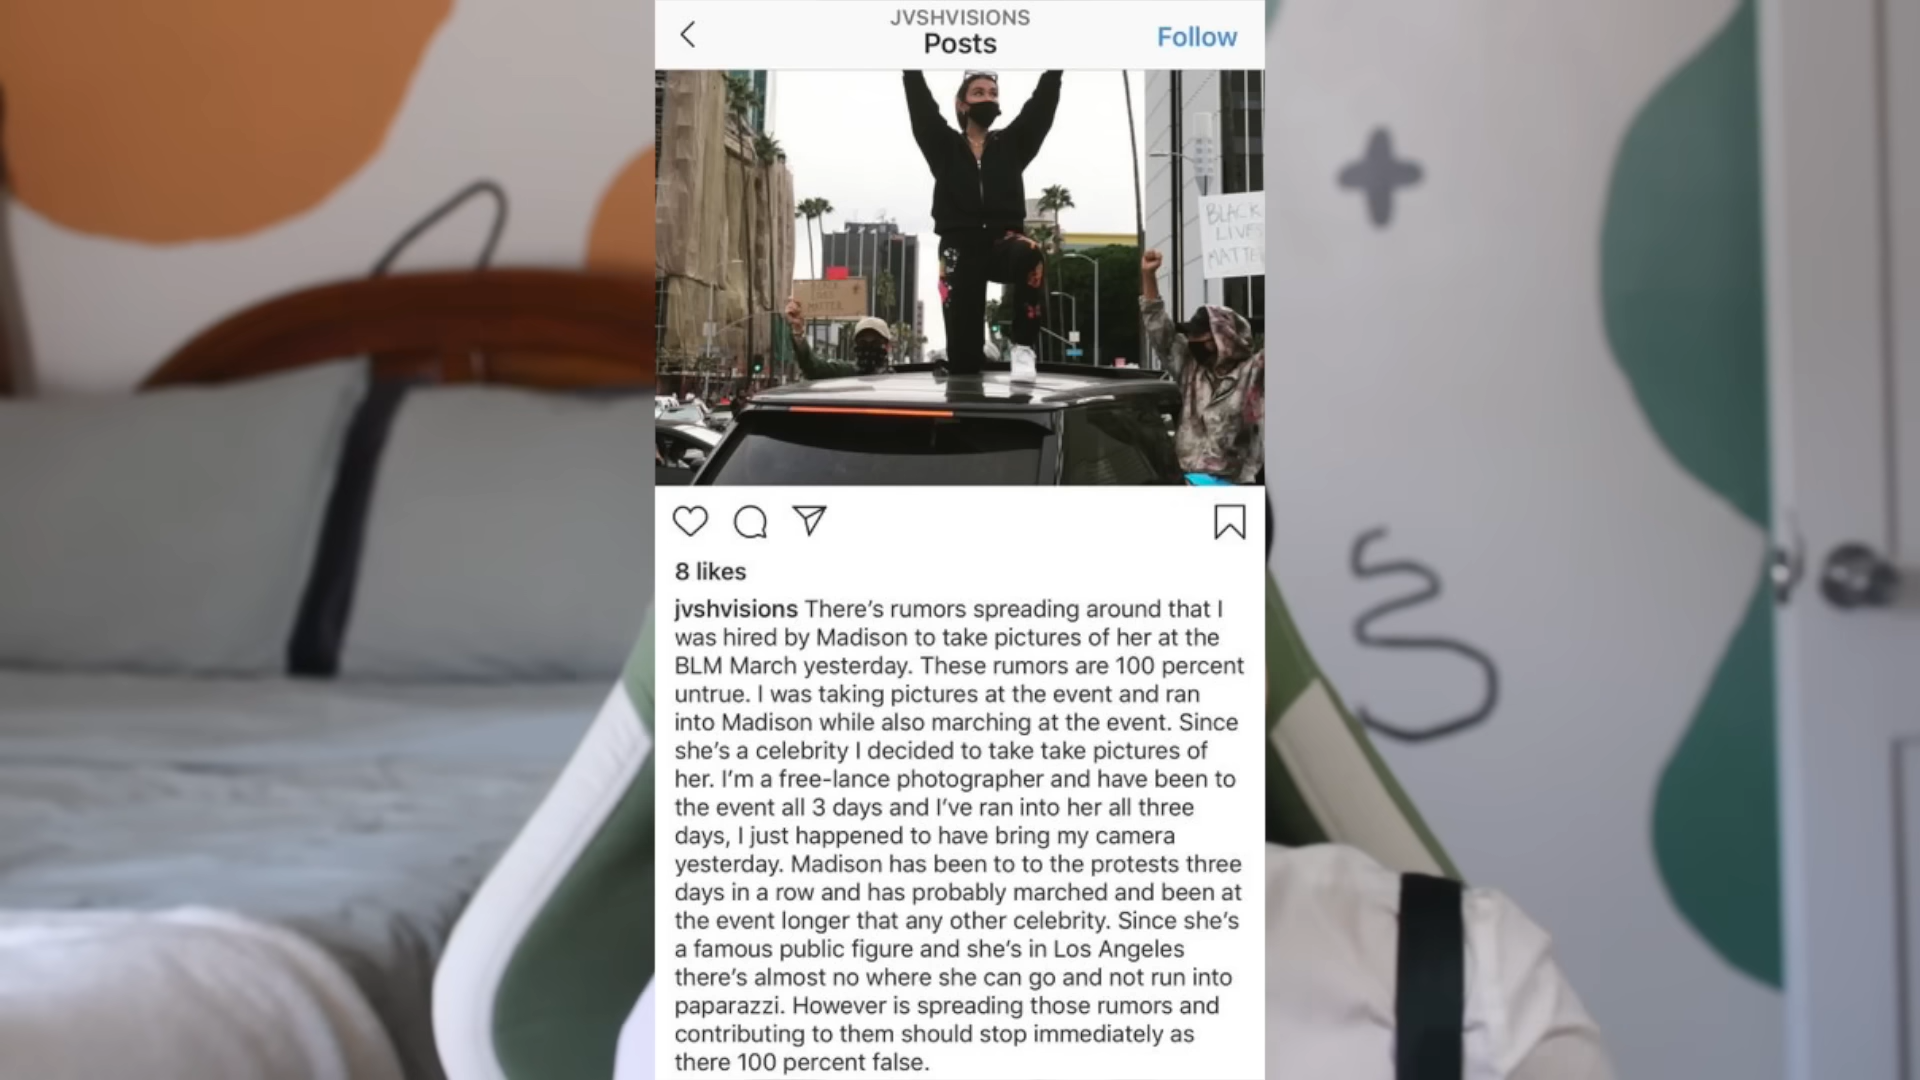 JVSHVISIONS
Posts
Follow
BLACK
LIVES
MATTE
8 likes
jvshvisions There's rumors spreading around that I
was hired by Madison to take pictures of her at the
BLM March yesterday. These rumors are 100 percent
untrue. I was taking pictures at the event and ran
into Madison while also marching at the event. Since
she's a celebrity I decided to take take pictures of
her. I'm a free-lance photographer and have been to
the event all 3 days and I've ran into her all three
days, I just happened to have bring my camera
yesterday. Madison has been to to the protests three
days in a row and has probably marched and been at
the event longer that any other celebrity. Since she's
a famous public figure and she's in Los Angeles
there's almost no where she can go and not run into
paparazzi. However is spreading those rumors and
contributing to them should stop immediately as
there 100 percent false.